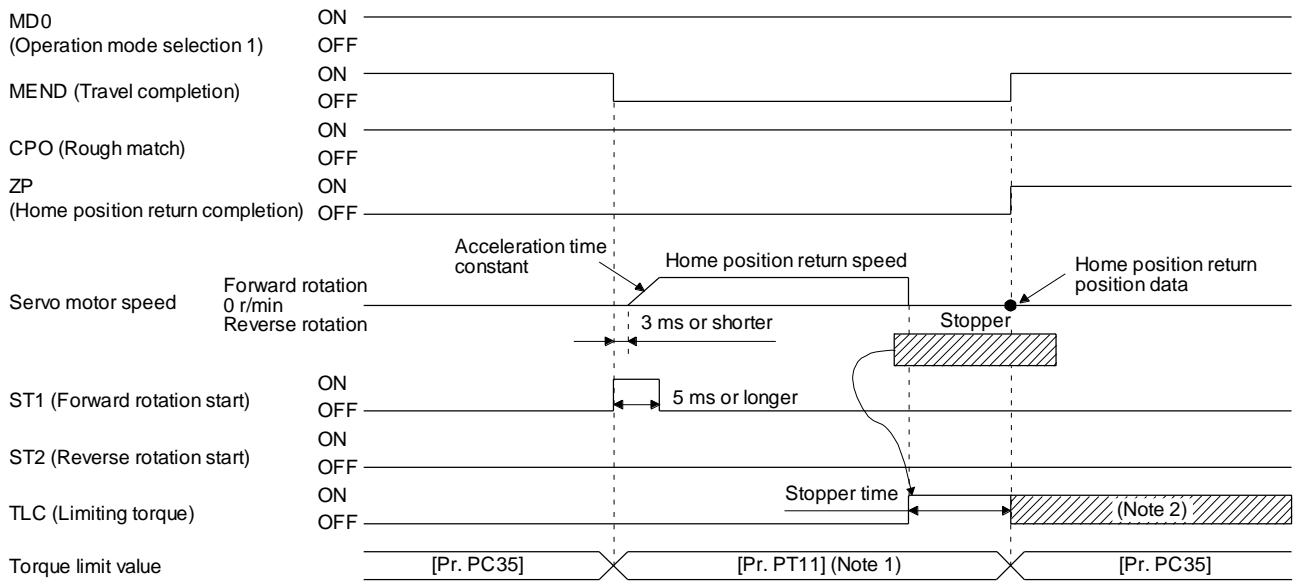 MD0
(Operation mode selection 1)
ON
OFF
MEND (Travel completion)
ON
OFF
CPO (Rough match)
ON
OFF
ZP
(Home position return completion)
ON
OFF
Servo motor speed
Forward rotation
0 r/min
Reverse rotation
Acceleration time
constant
Home position return speed
Home position return
position data
3 ms or shorter
Stopper
ST1 (Forward rotation start)
ON
OFF
5 ms or longer
ST2 (Reverse rotation start)
ON
OFF
TLC (Limiting torque)
ON
OFF
Stopper time
(Note 2)
Torque limit value
[Pr. PC35]
[Pr. PT11] (Note 1)
[Pr. PC35]